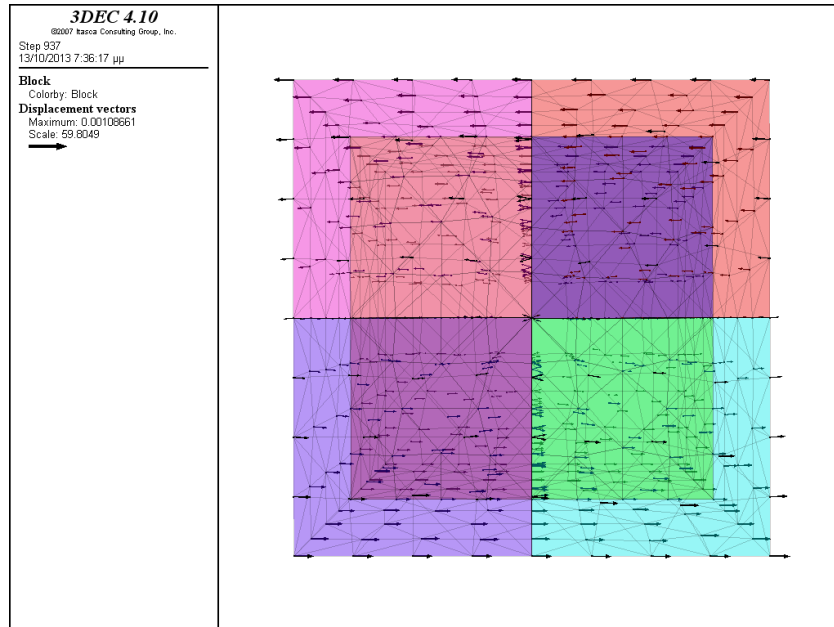 3DEC 4.10
©2007 Itasca Consulting Group, Inc.
Step 937
13/10/2013 7:36:17 μμ
Block
Colorby: Block
Displacement vectors
Maximum: 0.00108661
Scale: 59.8049